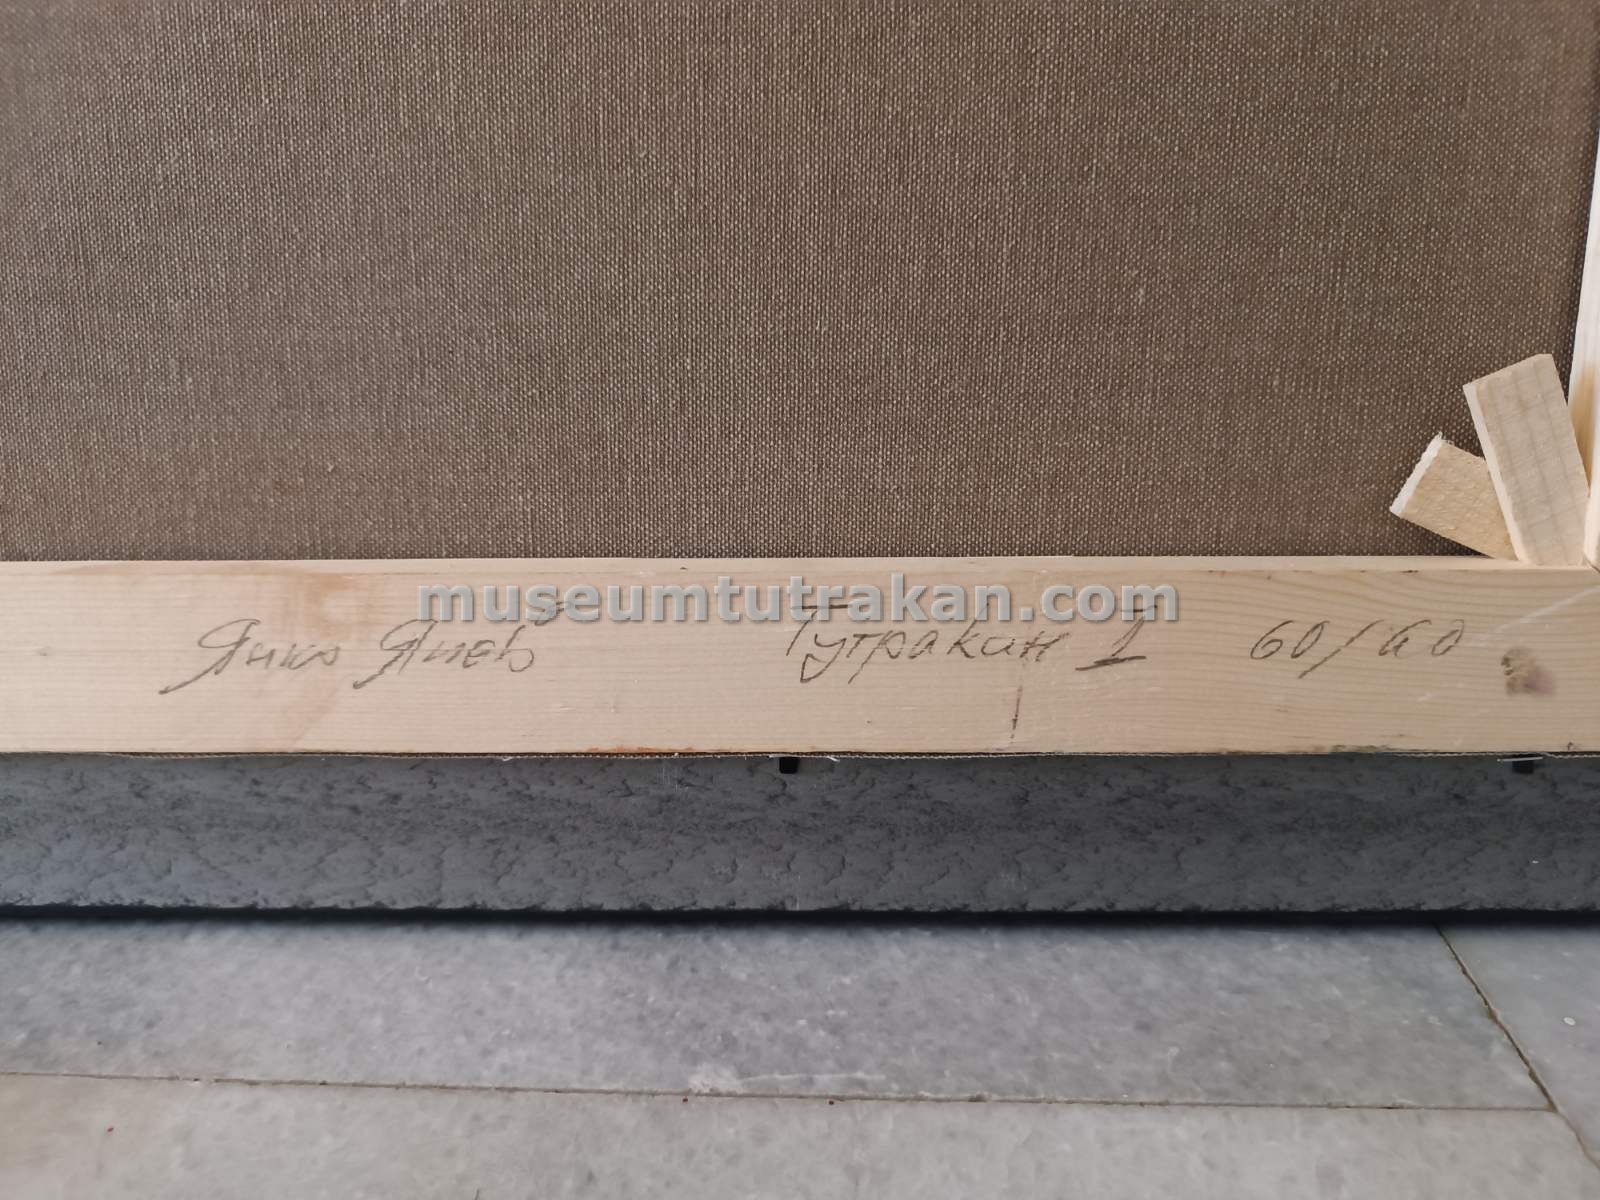 museumtutrakan.com
Янко Янев Тутракан I 60/60